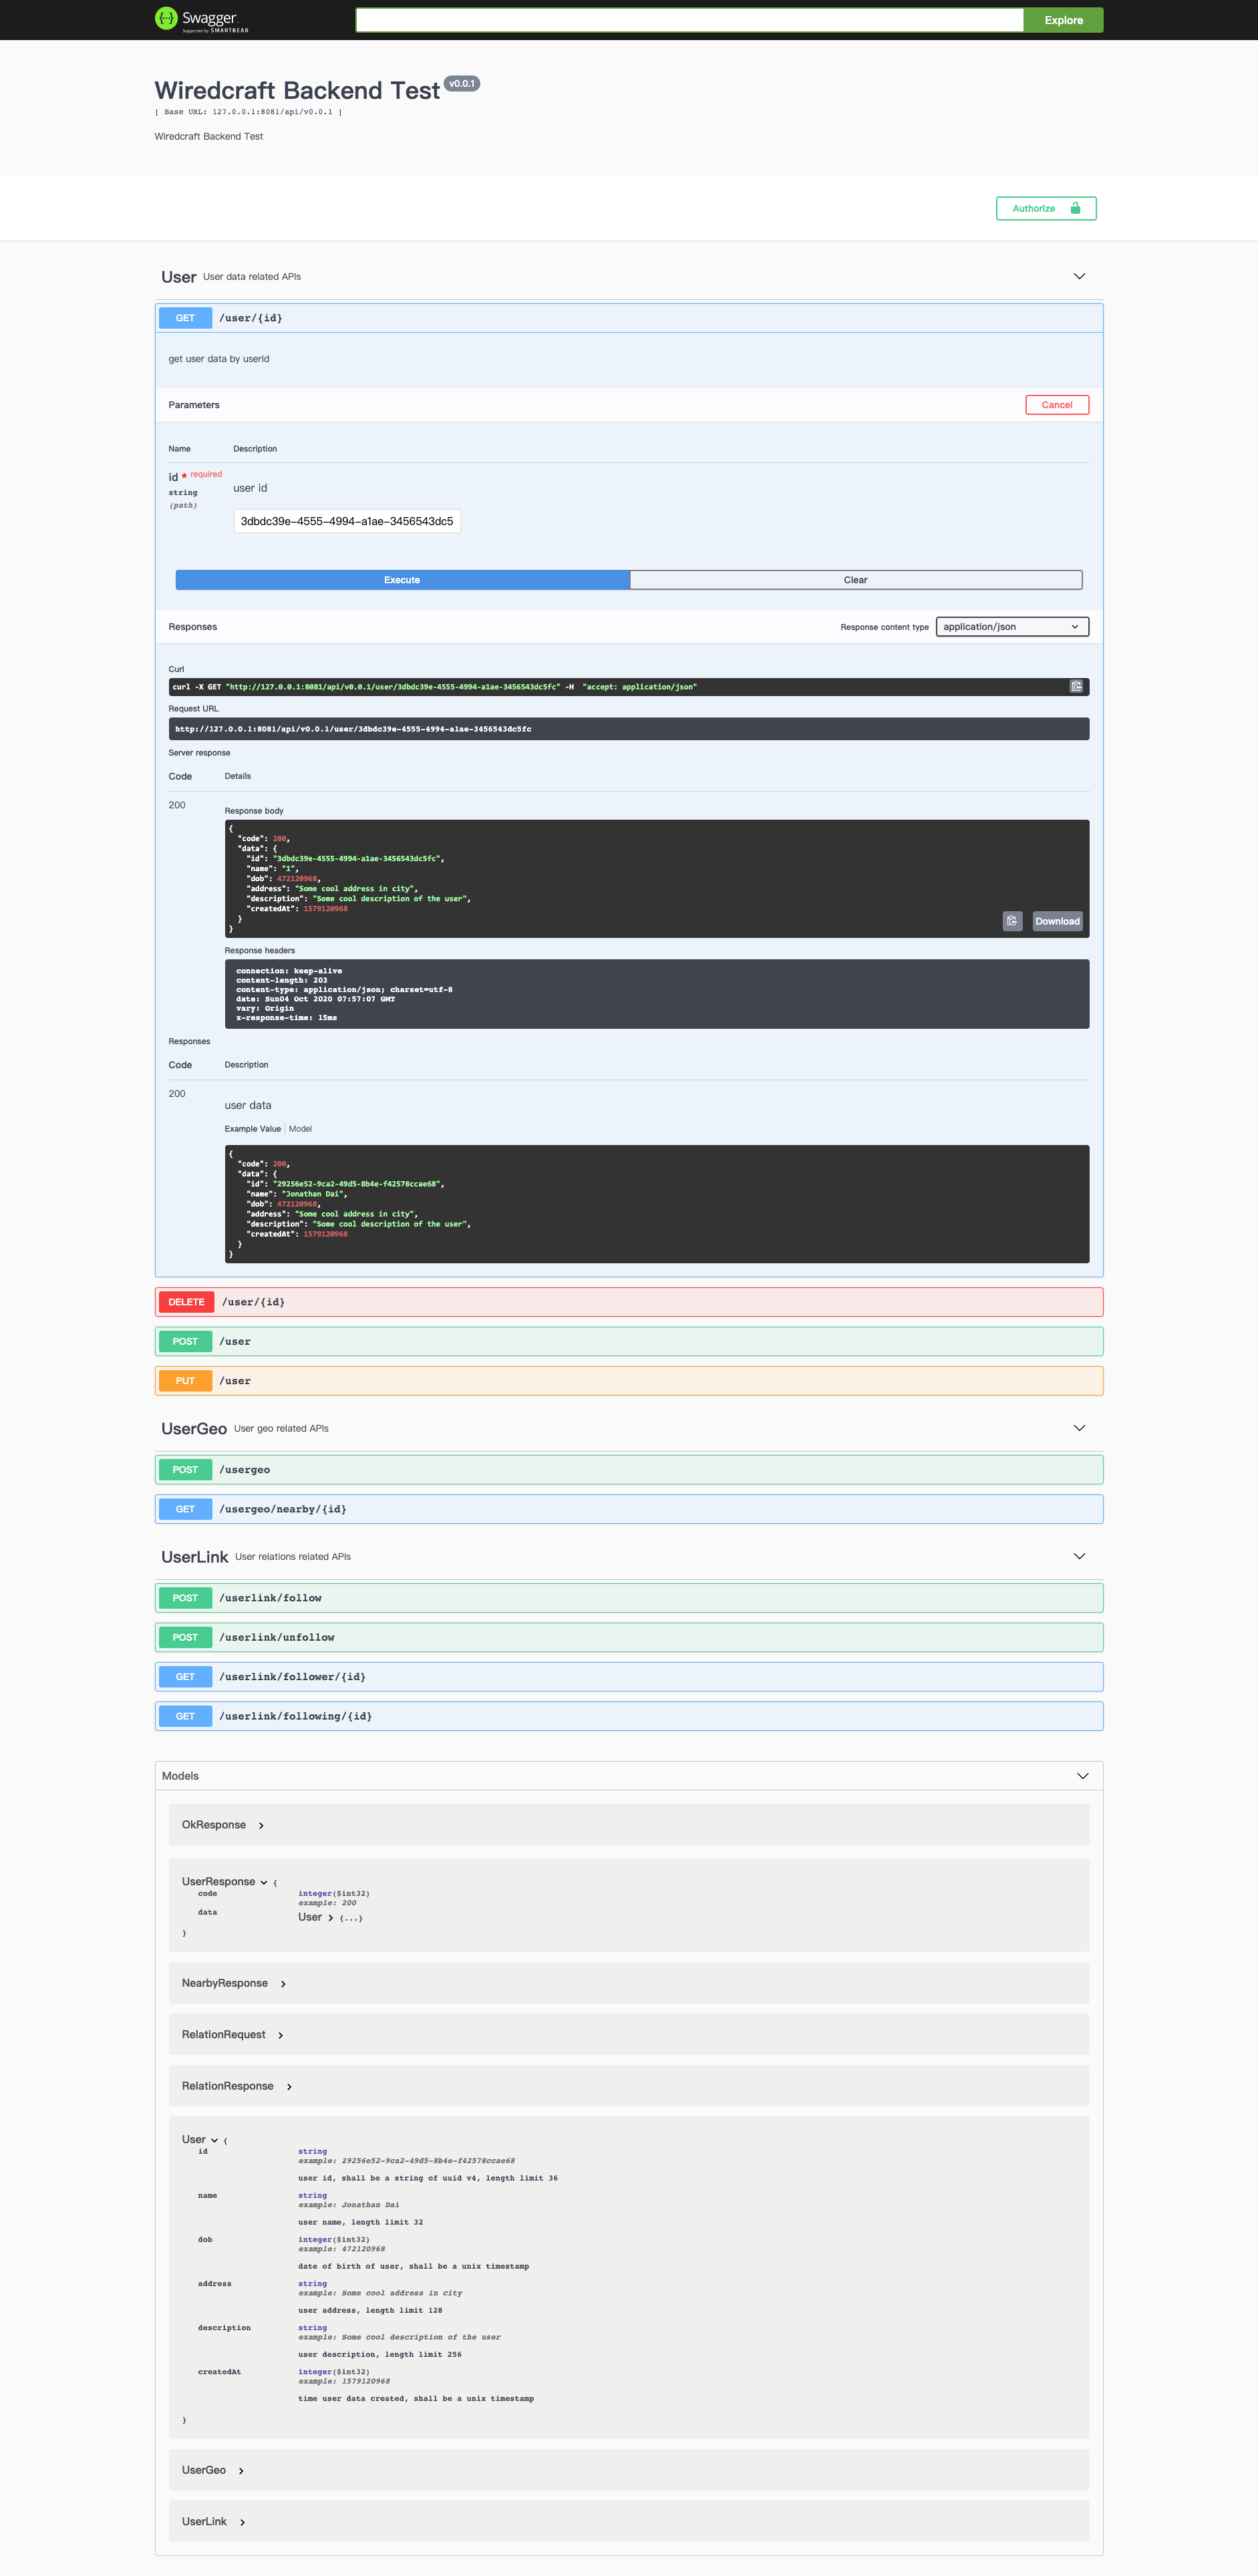 Swagger.
Supported by SMARTBEAR
Explore
Wiredcraft Backend Test v0.0.1
[ Base URL: 127.0.0.1:8081/api/v0.0.1 ]
Wiredcraft Backend Test
Authorize
User User data related APIs
GET /user/{id}
get user data by userId
Parameters
Cancel
Name Description
id * required
string
(path)
user id
3dbdc39e-4555-4994-a1ae-3456543dc5
Execute
Clear
Responses
Response content type
application/json
Curl
curl -X GET "http://127.0.0.1:8081/api/v0.0.1/user/3dbdc39e-4555-4994-a1ae-3456543dc5fc" -H "accept: application/json"
Request URL
http://127.0.0.1:8081/api/v0.0.1/user/3dbdc39e-4555-4994-a1ae-3456543dc5fc
Server response
Code Details
200
Response body
{
"code": 200,
"data": {
"id": "3dbdc39e-4555-4994-a1ae-3456543dc5fc",
"name": "1",
"dob": 472120968,
"address": "Some cool address in city",
"description": "Some cool description of the user",
"createdAt": 1579120968
}
}
Download
Response headers
connection: keep-alive
content-length: 203
content-type: application/json; charset=utf-8
date: Sun04 Oct 2020 07:57:07 GMT
vary: Origin
x-response-time: 15ms
Responses
Code Description
200
user data
Example Value Model
{
"code": 200,
"data": {
"id": "29256e52-9ca2-49d5-8b4e-f42578ccae68",
"name": "Jonathan Dai",
"dob": 472120968,
"address": "Some cool address in city",
"description": "Some cool description of the user",
"createdAt": 1579120968
}
}
DELETE /user/{id}
POST /user
PUT /user
UserGeo User geo related APIs
POST /usergeo
GET /usergeo/nearby/{id}
UserLink User relations related APIs
POST /userlink/follow
POST /userlink/unfollow
GET /userlink/follower/{id}
GET /userlink/following/{id}
Models
OkResponse
UserResponse {
code integer($int32)
example: 200
data User {...}
}
NearbyResponse
RelationRequest
RelationResponse
User {
id string
example: 29256e52-9ca2-49d5-8b4e-f42578ccae68
user id, shall be a string of uuid v4, length limit 36
name string
example: Jonathan Dai
user name, length limit 32
dob integer($int32)
example: 472120968
date of birth of user, shall be a unix timestamp
address string
example: Some cool address in city
user address, length limit 128
description string
example: Some cool description of the user
user description, length limit 256
createdAt integer($int32)
example: 1579120968
time user data created, shall be a unix timestamp
}
UserGeo
UserLink